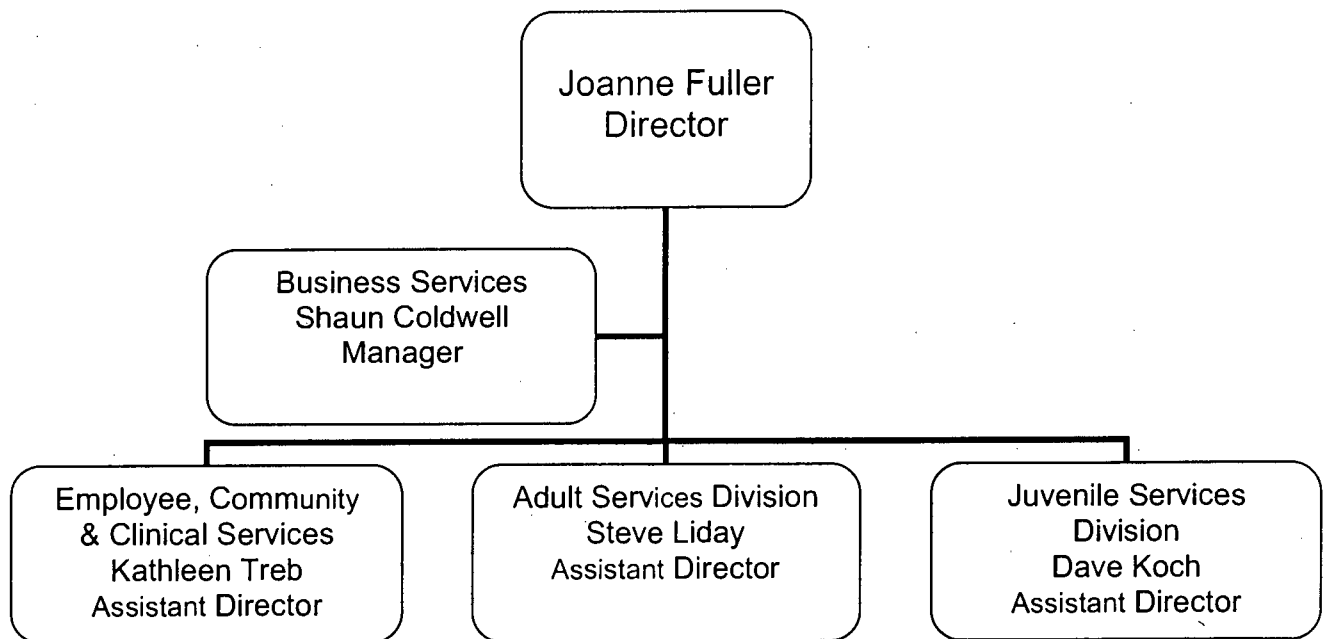 Joanne Fuller
Director
Business Services
Shaun Coldwell
Manager
Employee, Community
& Clinical Services
Kathleen Treb
Assistant Director
Adult Services Division
Steve Liday
Assistant Director
Juvenile Services
Division
Dave Koch
Assistant Director